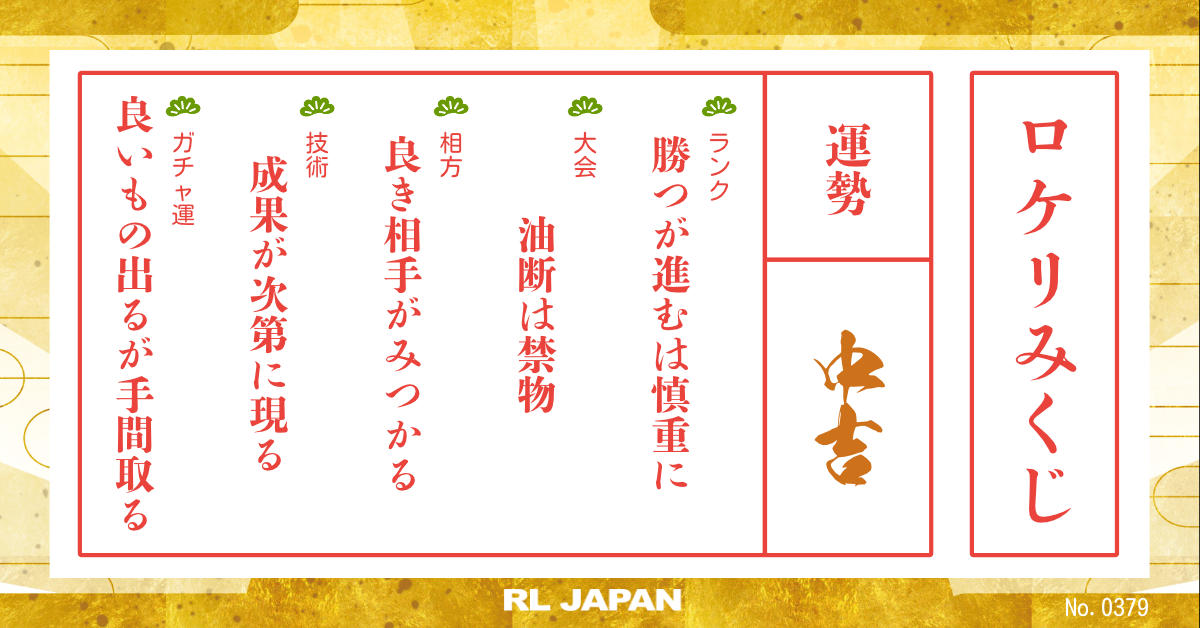 ロケリみくじ
運勢
中吉
ランク
勝つが進むは慎重に
大会
油断は禁物
相方
良き相手がみつかる
技術
成果が次第に現る
ガチャ運
良いもの出るが手間取る
RL JAPAN
No. 0379